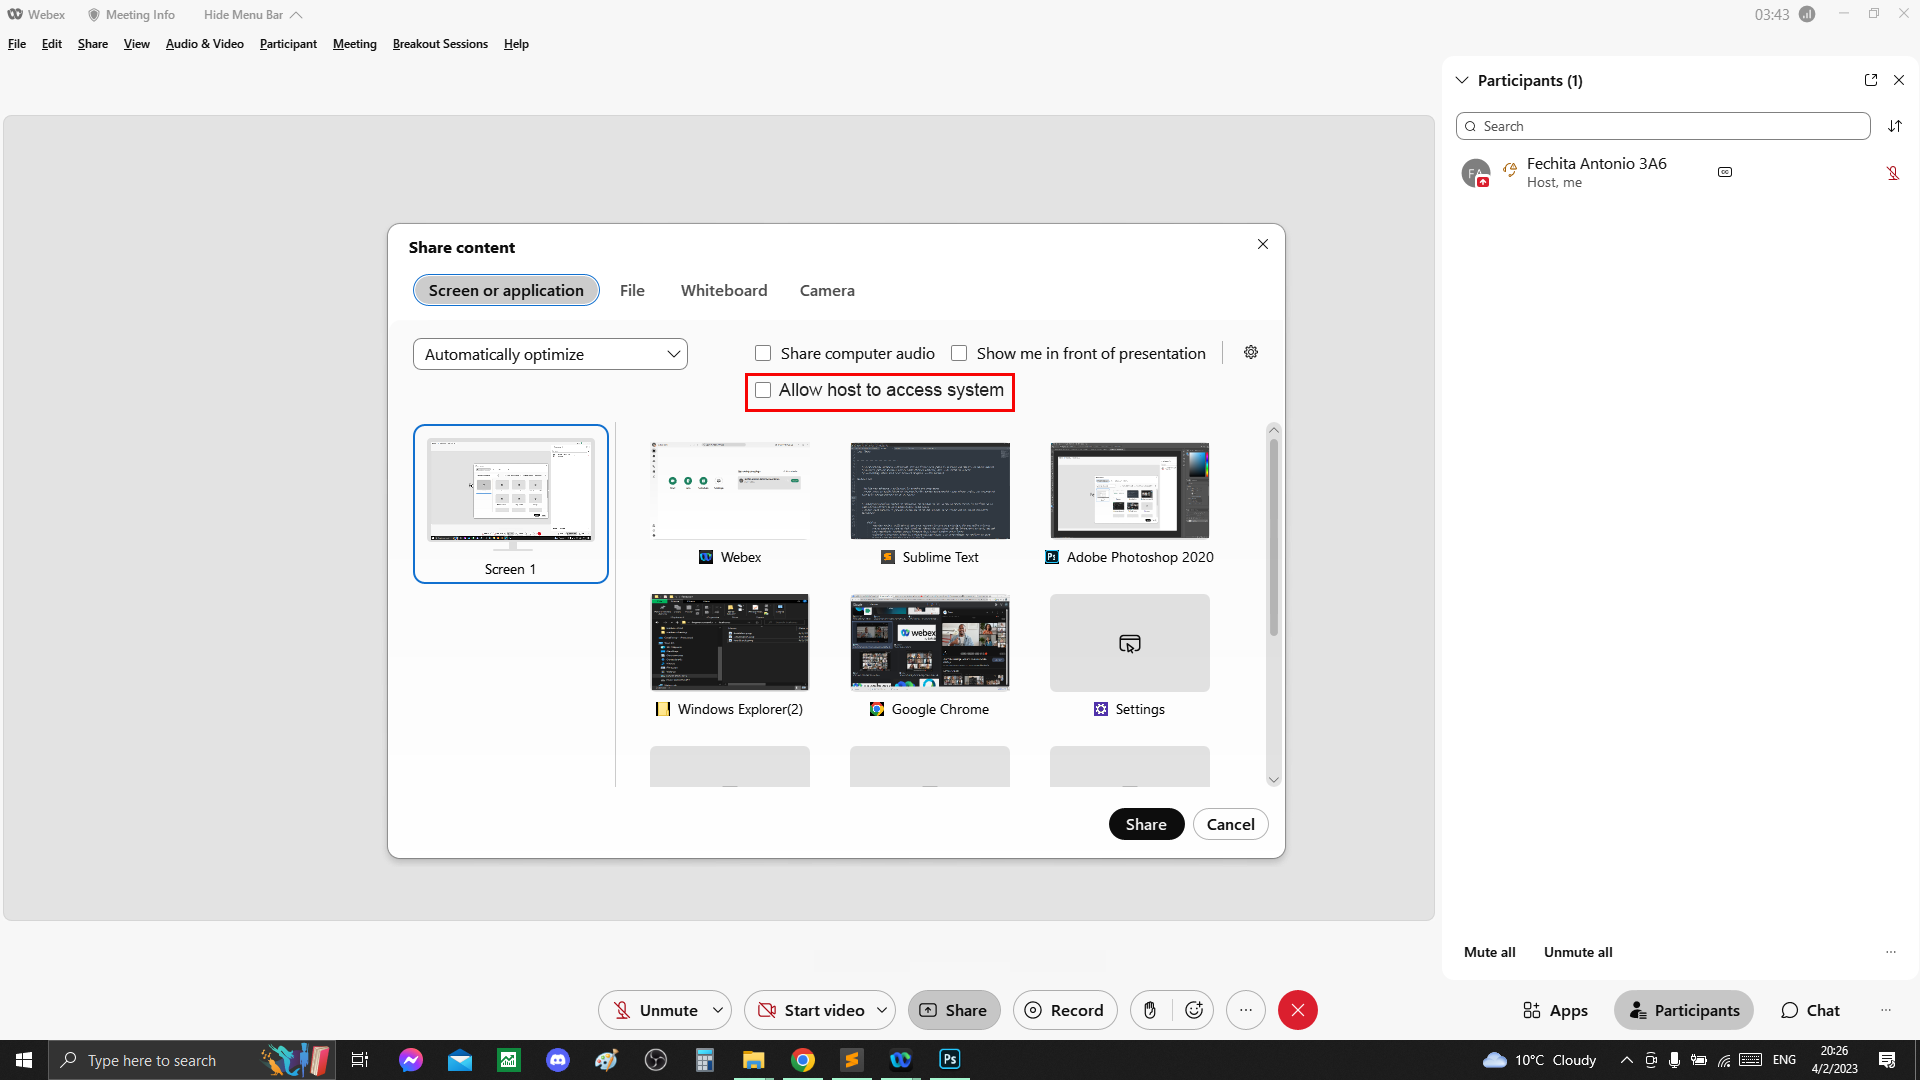 Webex Meeting Info Hide Menu Bar 03:43
File Edit Share View Audio & Video Participant Meeting Breakout Sessions Help
Participants (1)
Search
FA Fechita Antonio 3A6
Host, me
Share content
Screen or application File Whiteboard Camera
Automatically optimize Share computer audio Show me in front of presentation
Allow host to access system
Screen 1
Webex Sublime Text Adobe Photoshop 2020
Windows Explorer(2) Google Chrome Settings
Share Cancel
Mute all Unmute all
Unmute Start video Share Record Apps Participants Chat
Type here to search 10°C Cloudy ENG 20:26
4/2/2023